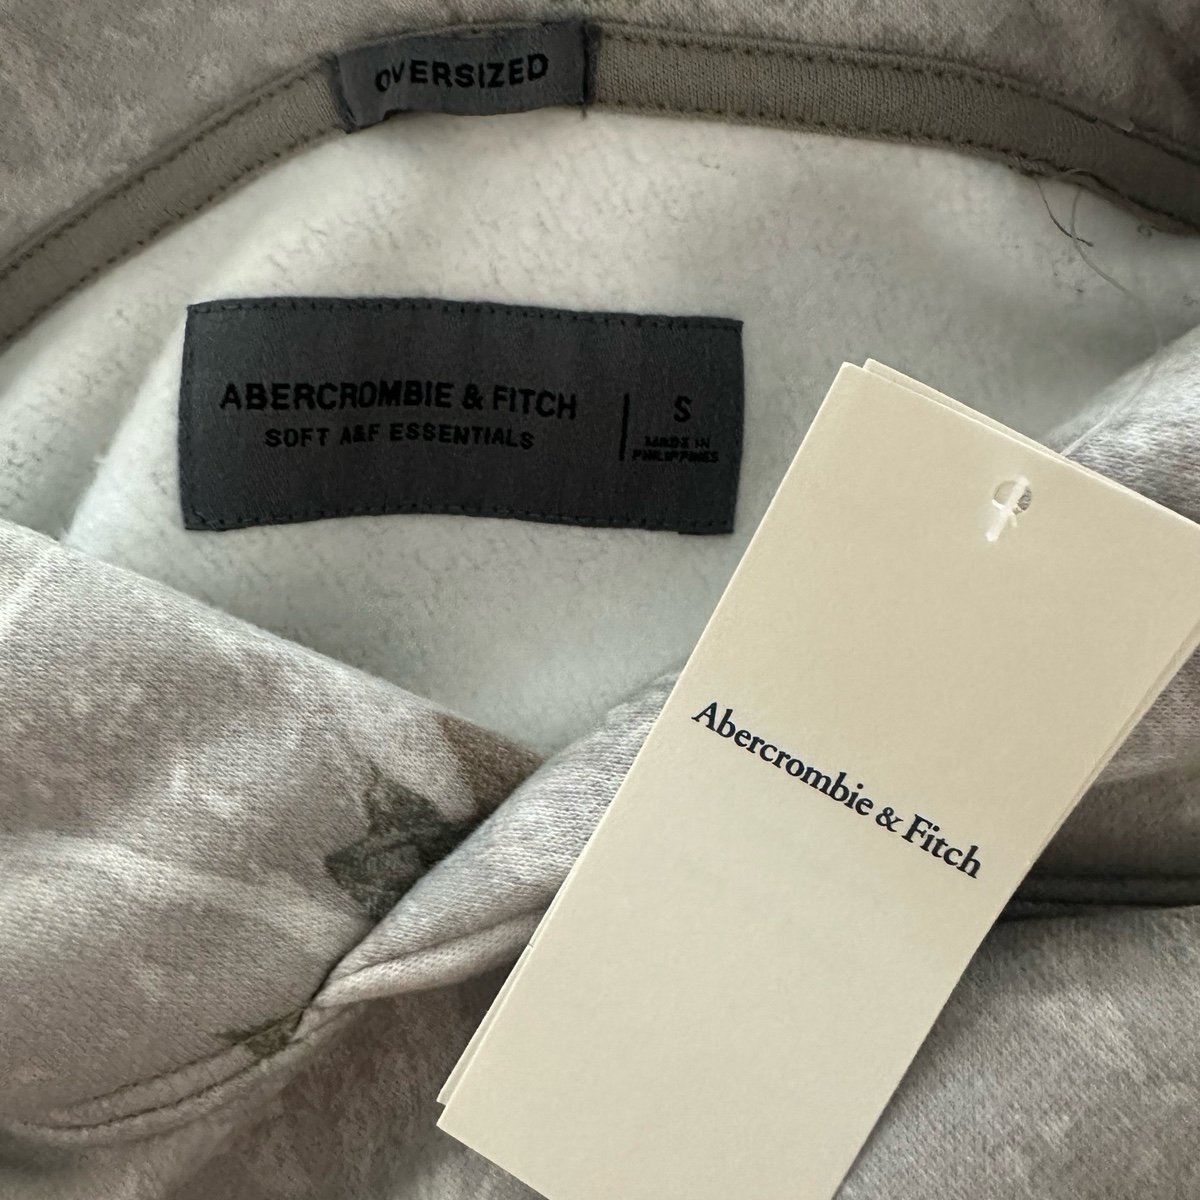 OVERSIZED
ABERCROMBIE & FITCH
SOFT A&F ESSENTIALS
S
MADE IN
PHILIPPINES
Abercrombie & Fitch